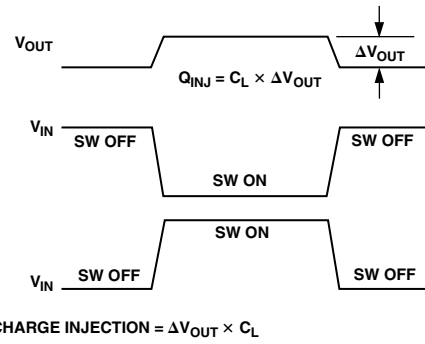 VOUT
ΔVOUT
QINJ = CL × ΔVOUT
VIN
SW OFF
SW OFF
SW ON
SW ON
VIN
SW OFF
SW OFF
CHARGE INJECTION = ΔVOUT × CL